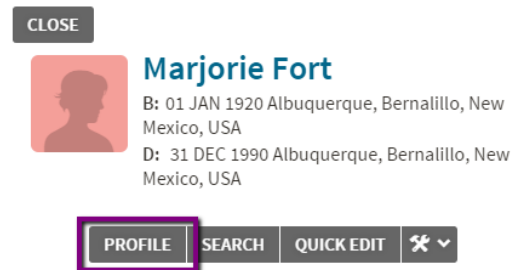 CLOSE
Marjorie Fort
B: 01 JAN 1920 Albuquerque, Bernalillo, New
Mexico, USA
D: 31 DEC 1990 Albuquerque, Bernalillo, New
Mexico, USA
PROFILE SEARCH QUICK EDIT